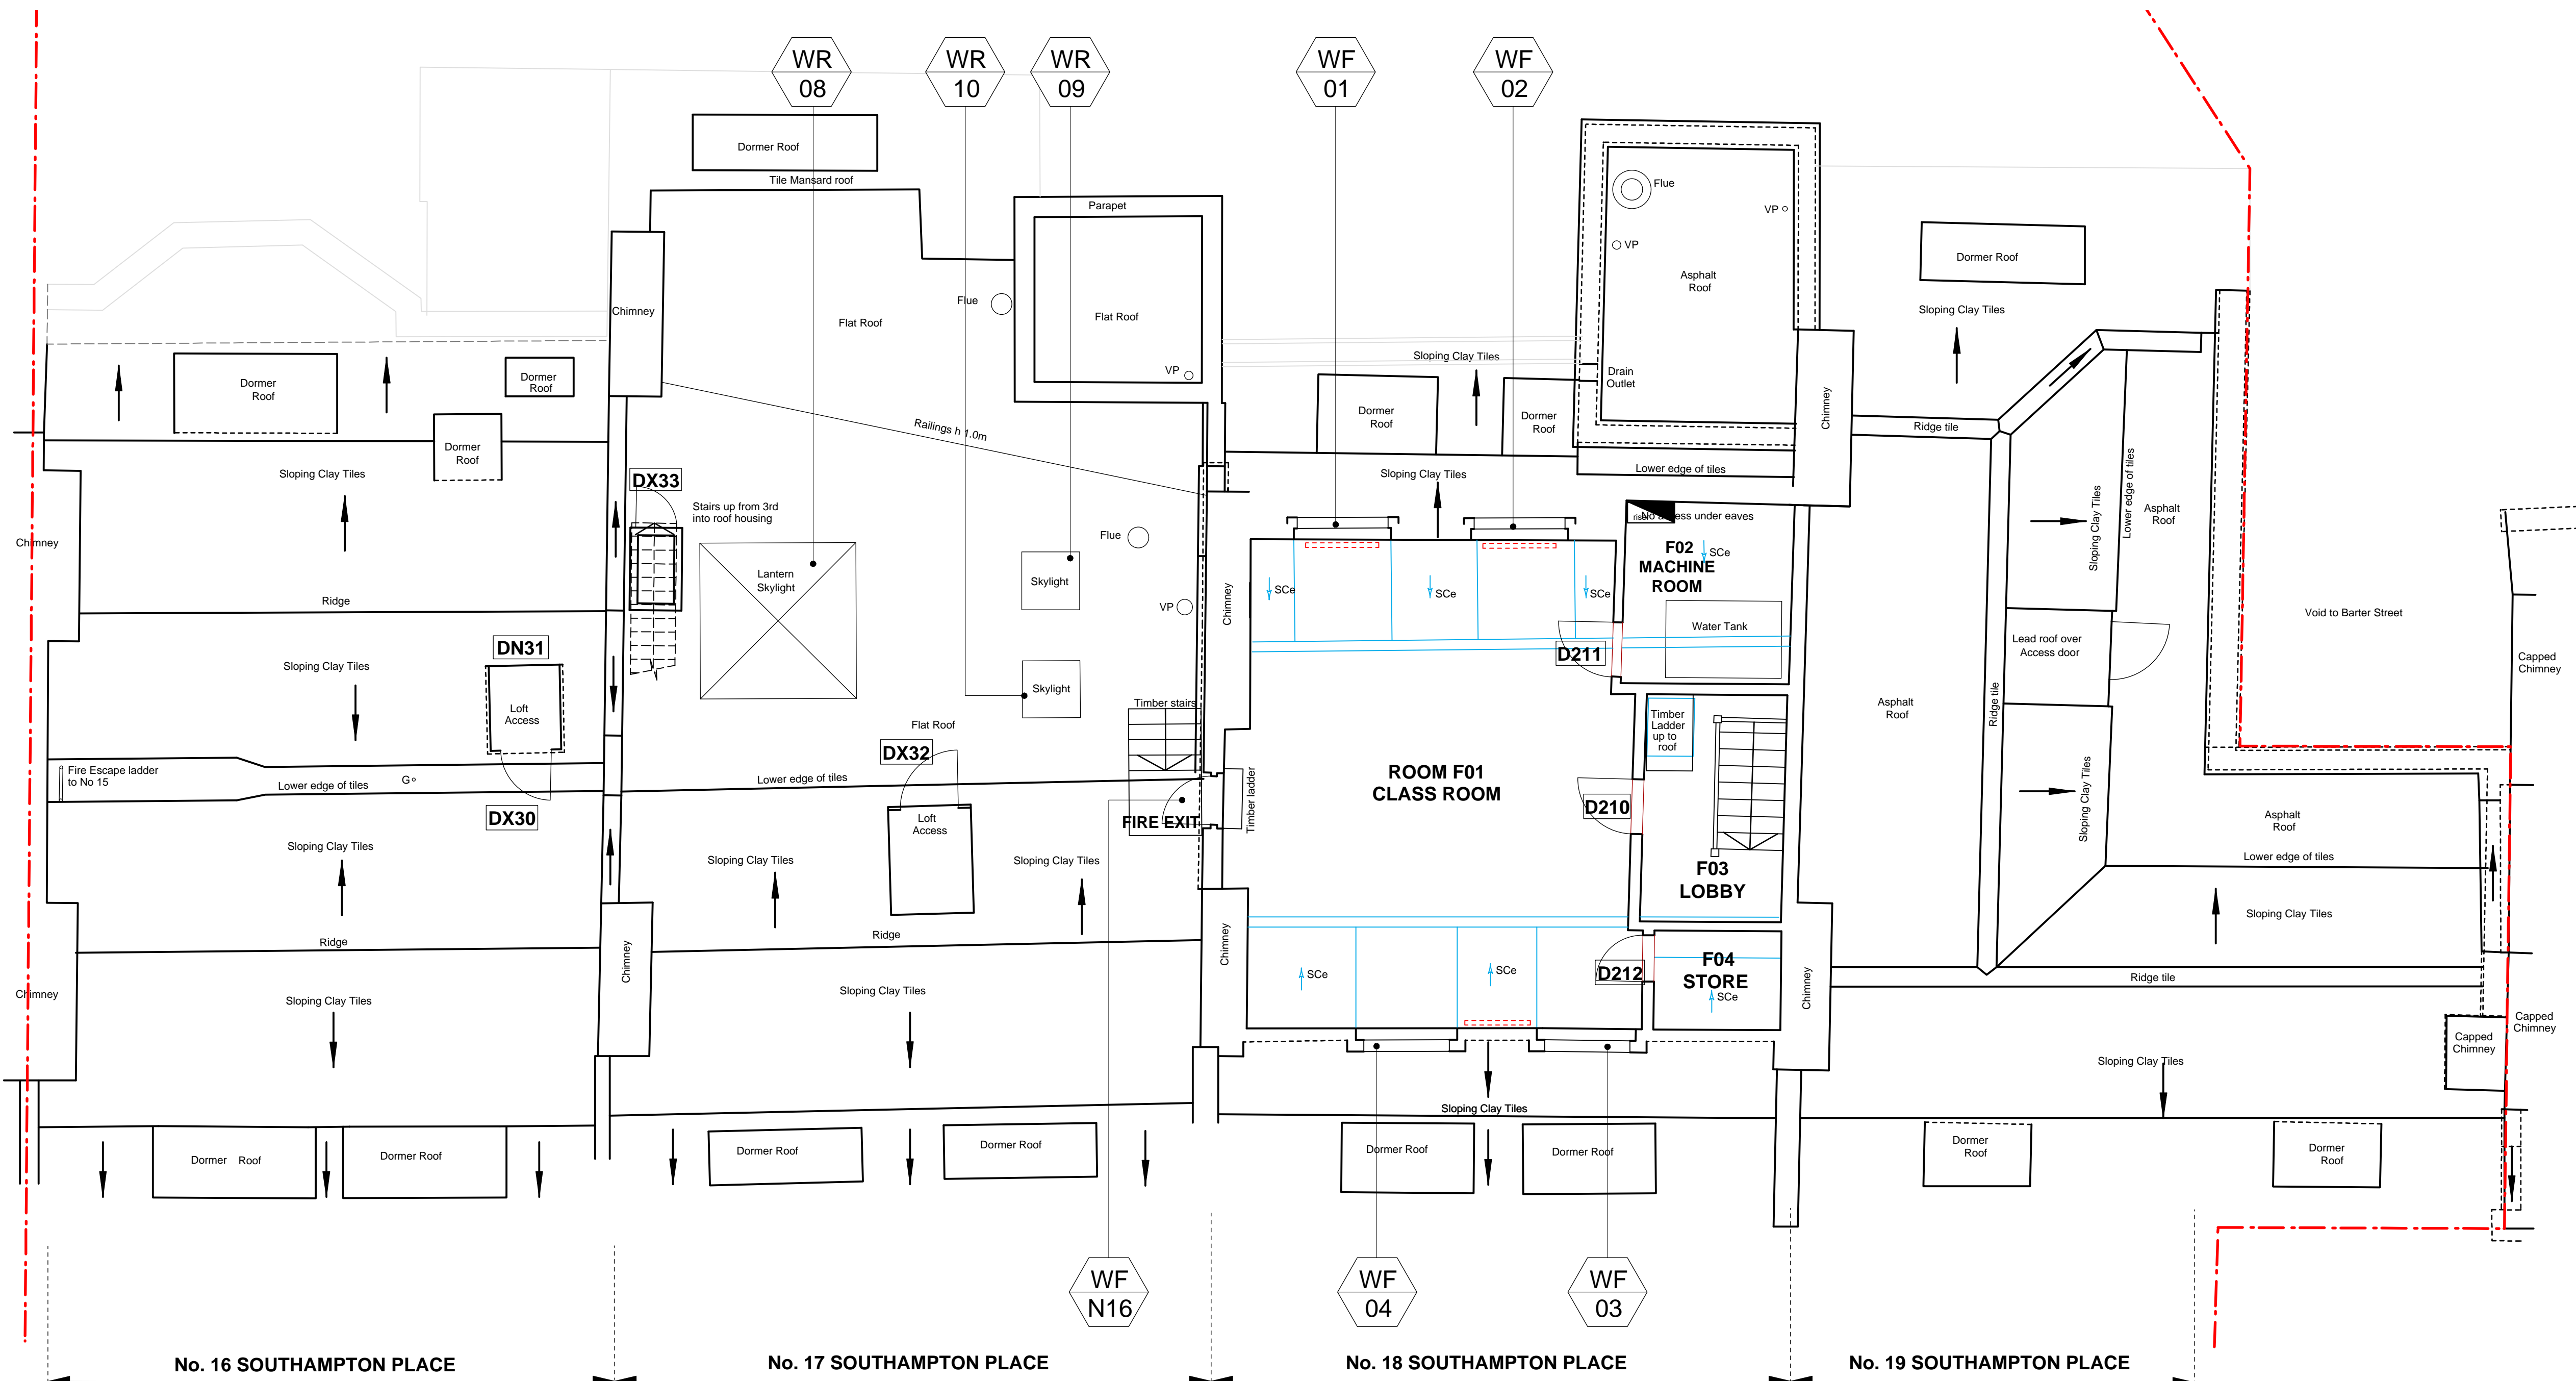 WR
08
WR
10
WR
09
WF
01
WF
02
Dormer Roof
Tile Mansard roof
Parapet
Flue
VP
VP
Asphalt
Roof
Dormer Roof
Chimney
Flue
Flat Roof
Flat Roof
VP
Sloping Clay Tiles
Sloping Clay Tiles
Drain
Outlet
Dormer
Roof
Dormer
Roof
Dormer
Roof
Dormer
Roof
Dormer
Roof
Chimney
Railings h 1.0m
Ridge tile
Lower edge of tiles
Sloping Clay Tiles
Sloping Clay Tiles
Lower edge of tiles
Sloping Clay Tiles
Asphalt
Roof
DX33
Stairs up from 3rd
into roof housing
No access under eaves
riser
Chimney
Flue
F02
MACHINE
ROOM
SCe
Lantern
Skylight
Skylight
SCe
SCe
SCe
Chimney
Ridge
VP
Water Tank
Void to Barter Street
DN31
Sloping Clay Tiles
D211
Lead roof over
Access door
Capped
Chimney
Skylight
Timber stairs
Loft
Access
Flat Roof
Timber
Ladder
up to
roof
Asphalt
Roof
Ridge tile
Fire Escape ladder
to No 15
G
Lower edge of tiles
DX32
Lower edge of tiles
ROOM F01
CLASS ROOM
DX30
Loft
Access
FIRE EXIT
Timber ladder
D210
Sloping Clay Tiles
Asphalt
Roof
Sloping Clay Tiles
Sloping Clay Tiles
Sloping Clay Tiles
F03
LOBBY
Lower edge of tiles
Ridge
Ridge
Sloping Clay Tiles
Chimney
Chimney
SCe
SCe
D212
F04
STORE
SCe
Chimney
Ridge tile
Chimney
Sloping Clay Tiles
Sloping Clay Tiles
Capped
Chimney
Capped
Chimney
Sloping Clay Tiles
Sloping Clay Tiles
Dormer Roof
Dormer Roof
Dormer Roof
Dormer Roof
Dormer Roof
Dormer Roof
Dormer
Roof
Dormer
Roof
WF
N16
WF
04
WF
03
No. 16 SOUTHAMPTON PLACE
No. 17 SOUTHAMPTON PLACE
No. 18 SOUTHAMPTON PLACE
No. 19 SOUTHAMPTON PLACE